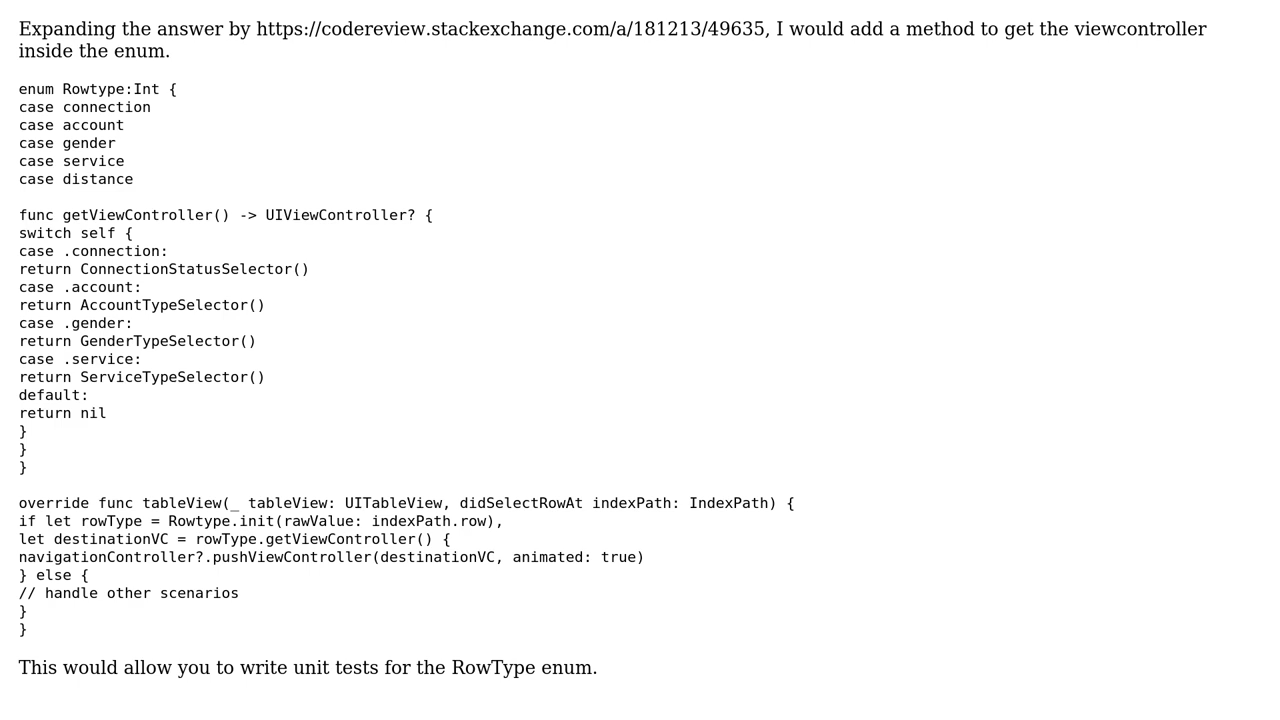 Expanding the answer by https://codereview.stackexchange.com/a/181213/49635, I would add a method to get the viewcontroller
inside the enum.
enum Rowtype:Int {
case connection
case account
case gender
case service
case distance
func getViewController() -> UIViewController? {
switch self {
case .connection:
return ConnectionStatusSelector()
case .account:
return AccountTypeSelector()
case .gender:
return GenderTypeSelector()
case .service:
return ServiceTypeSelector()
default:
return nil
}
}
}
override func tableView(_ tableView: UITableView, didSelectRowAt indexPath: IndexPath) {
if let rowType = Rowtype.init(rawValue: indexPath.row),
let destinationVC = rowType.getViewController() {
navigationController?.pushViewController(destinationVC, animated: true)
} else {
// handle other scenarios
}
}
This would allow you to write unit tests for the RowType enum.